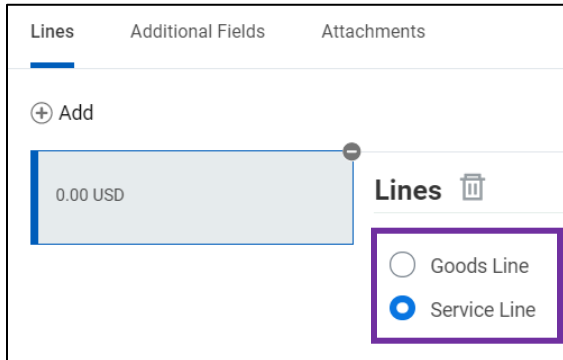 Lines Additional Fields Attachments
Add
0.00 USD
Lines
Goods Line
Service Line